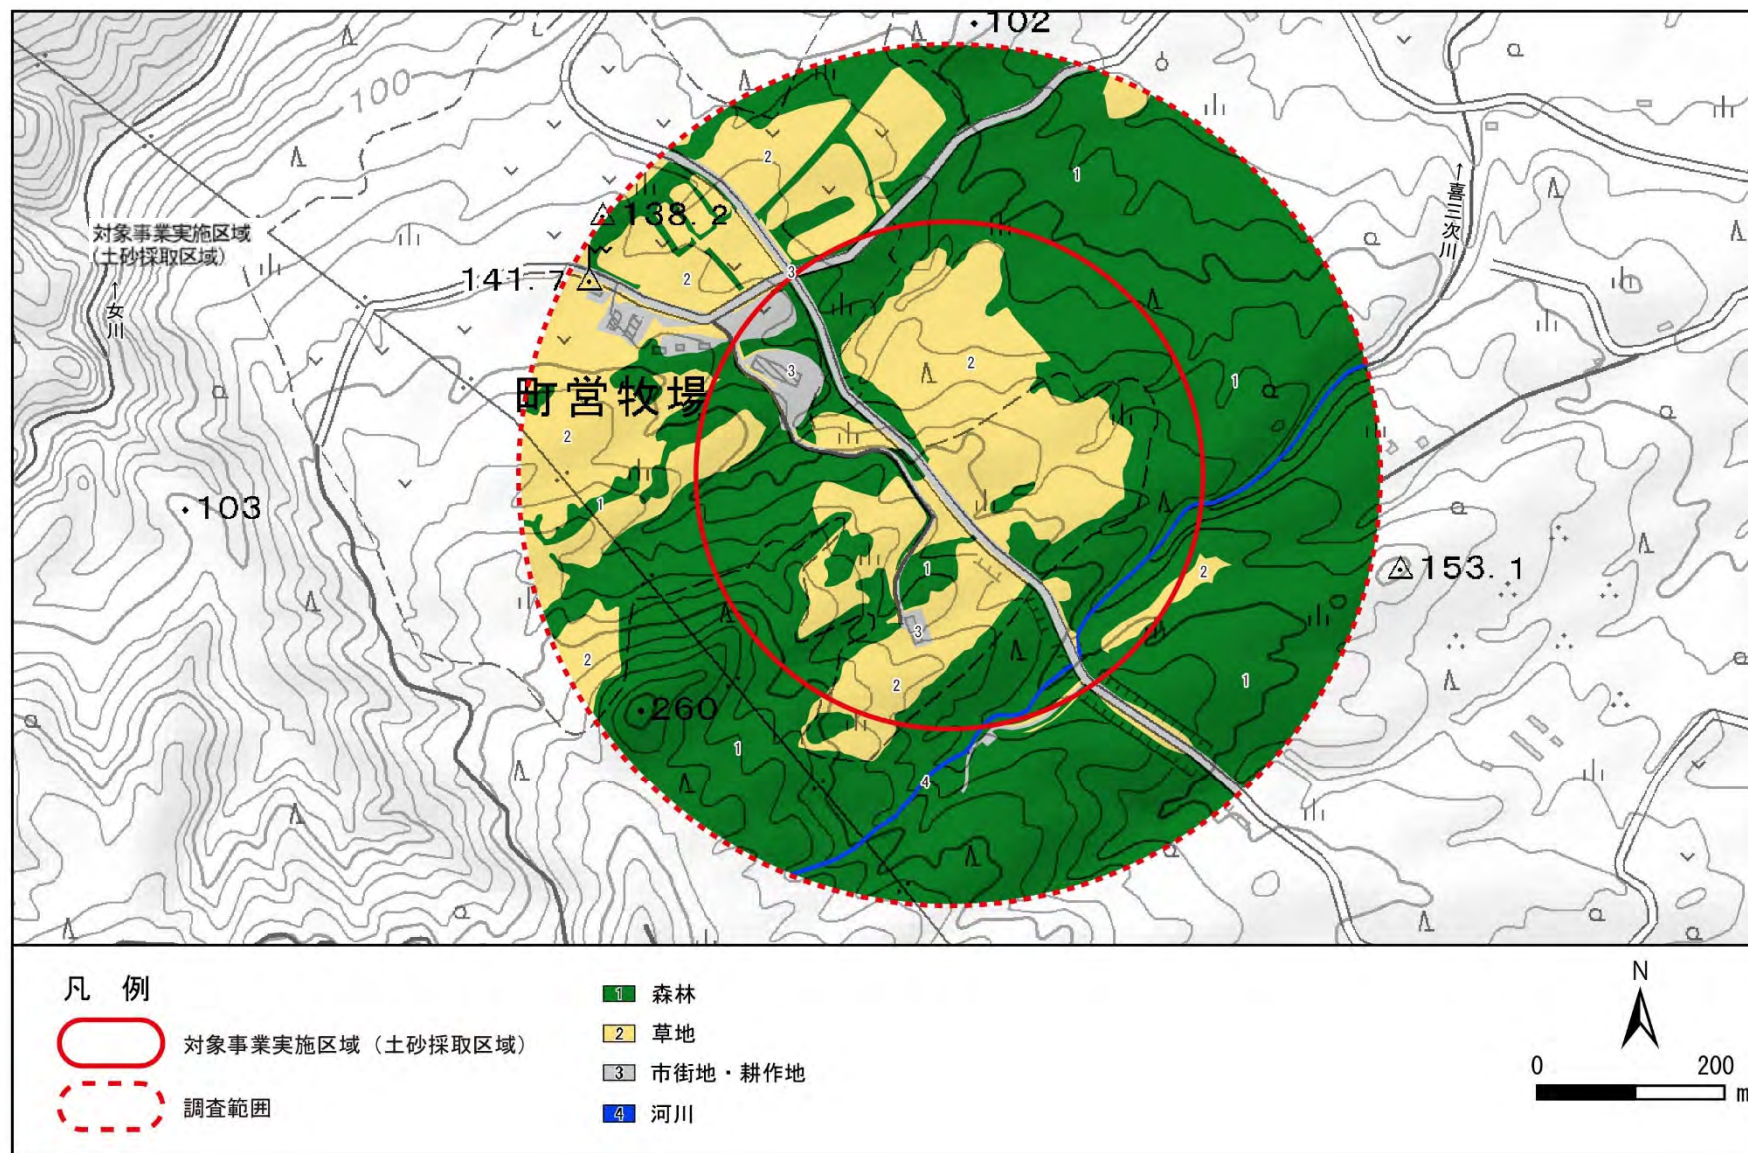 102
100
対象事業実施区域
(土砂採取区域)
↑女川
138.2
141.7
↑喜三次川
町営牧場
103
153.1
260
2
1
2
3
2
3
2
1
2
1
1
2
3
2
2
1
1
4
凡 例
対象事業実施区域（土砂採取区域）
調査範囲
1 森林
2 草地
3 市街地・耕作地
4 河川
N
0 200
m